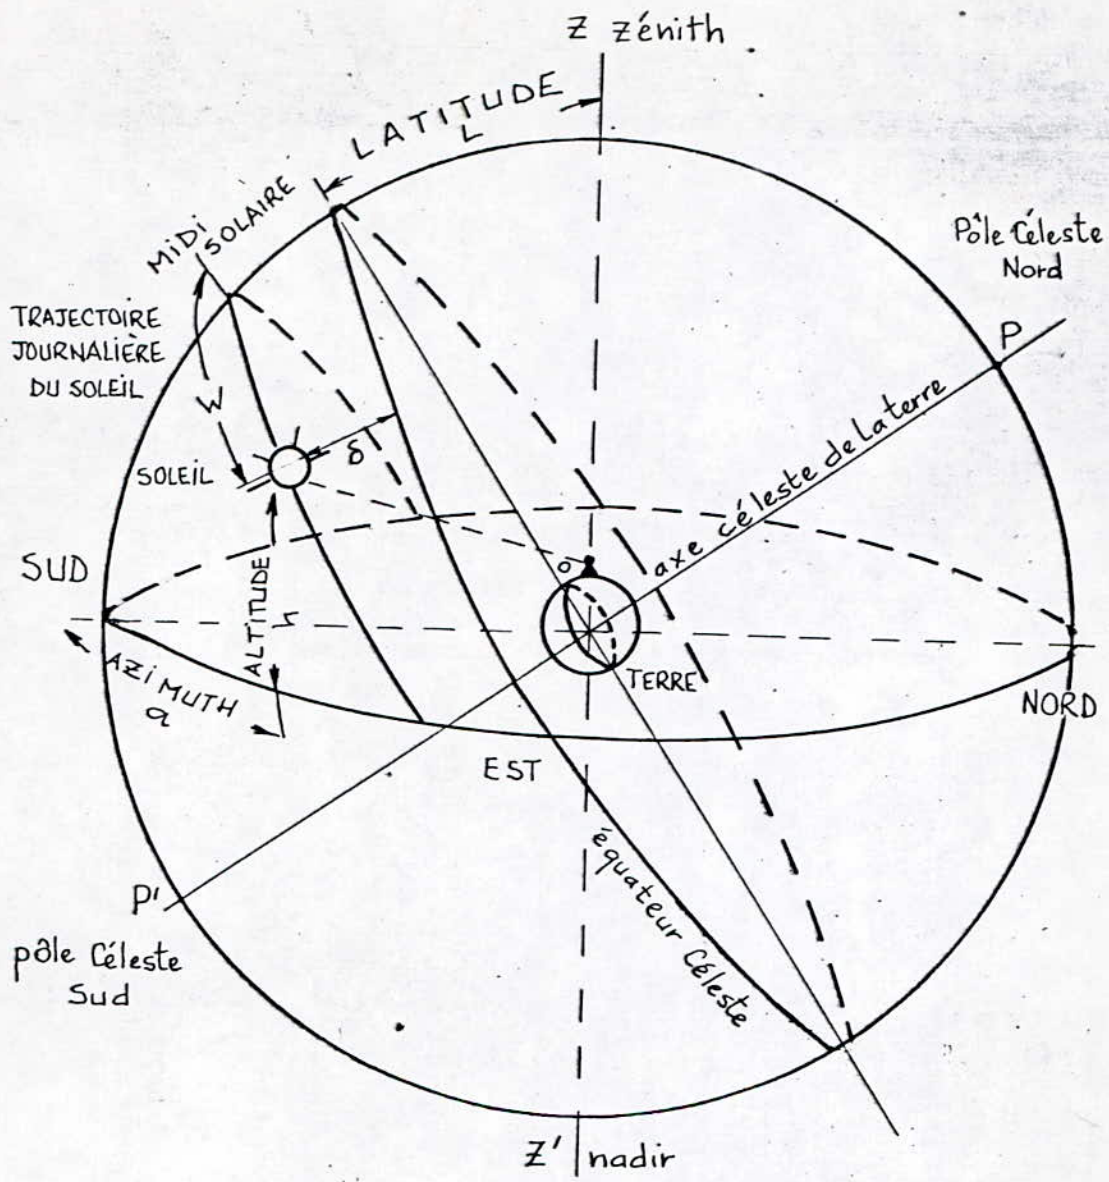 Z Zénith
LATITUDE
L
MiDi
SOLAIRE
Pôle Céleste
Nord
TRAJECTOIRE
JOURNALIÈRE
DU SOLEIL
P
W
SOLEIL
δ
axe céleste de la terre
SUD
o
ALTITUDE
h
AZIMUTH
a
TERRE
NORD
EST
équateur Céleste
P'
pôle Céleste
Sud
Z' nadir